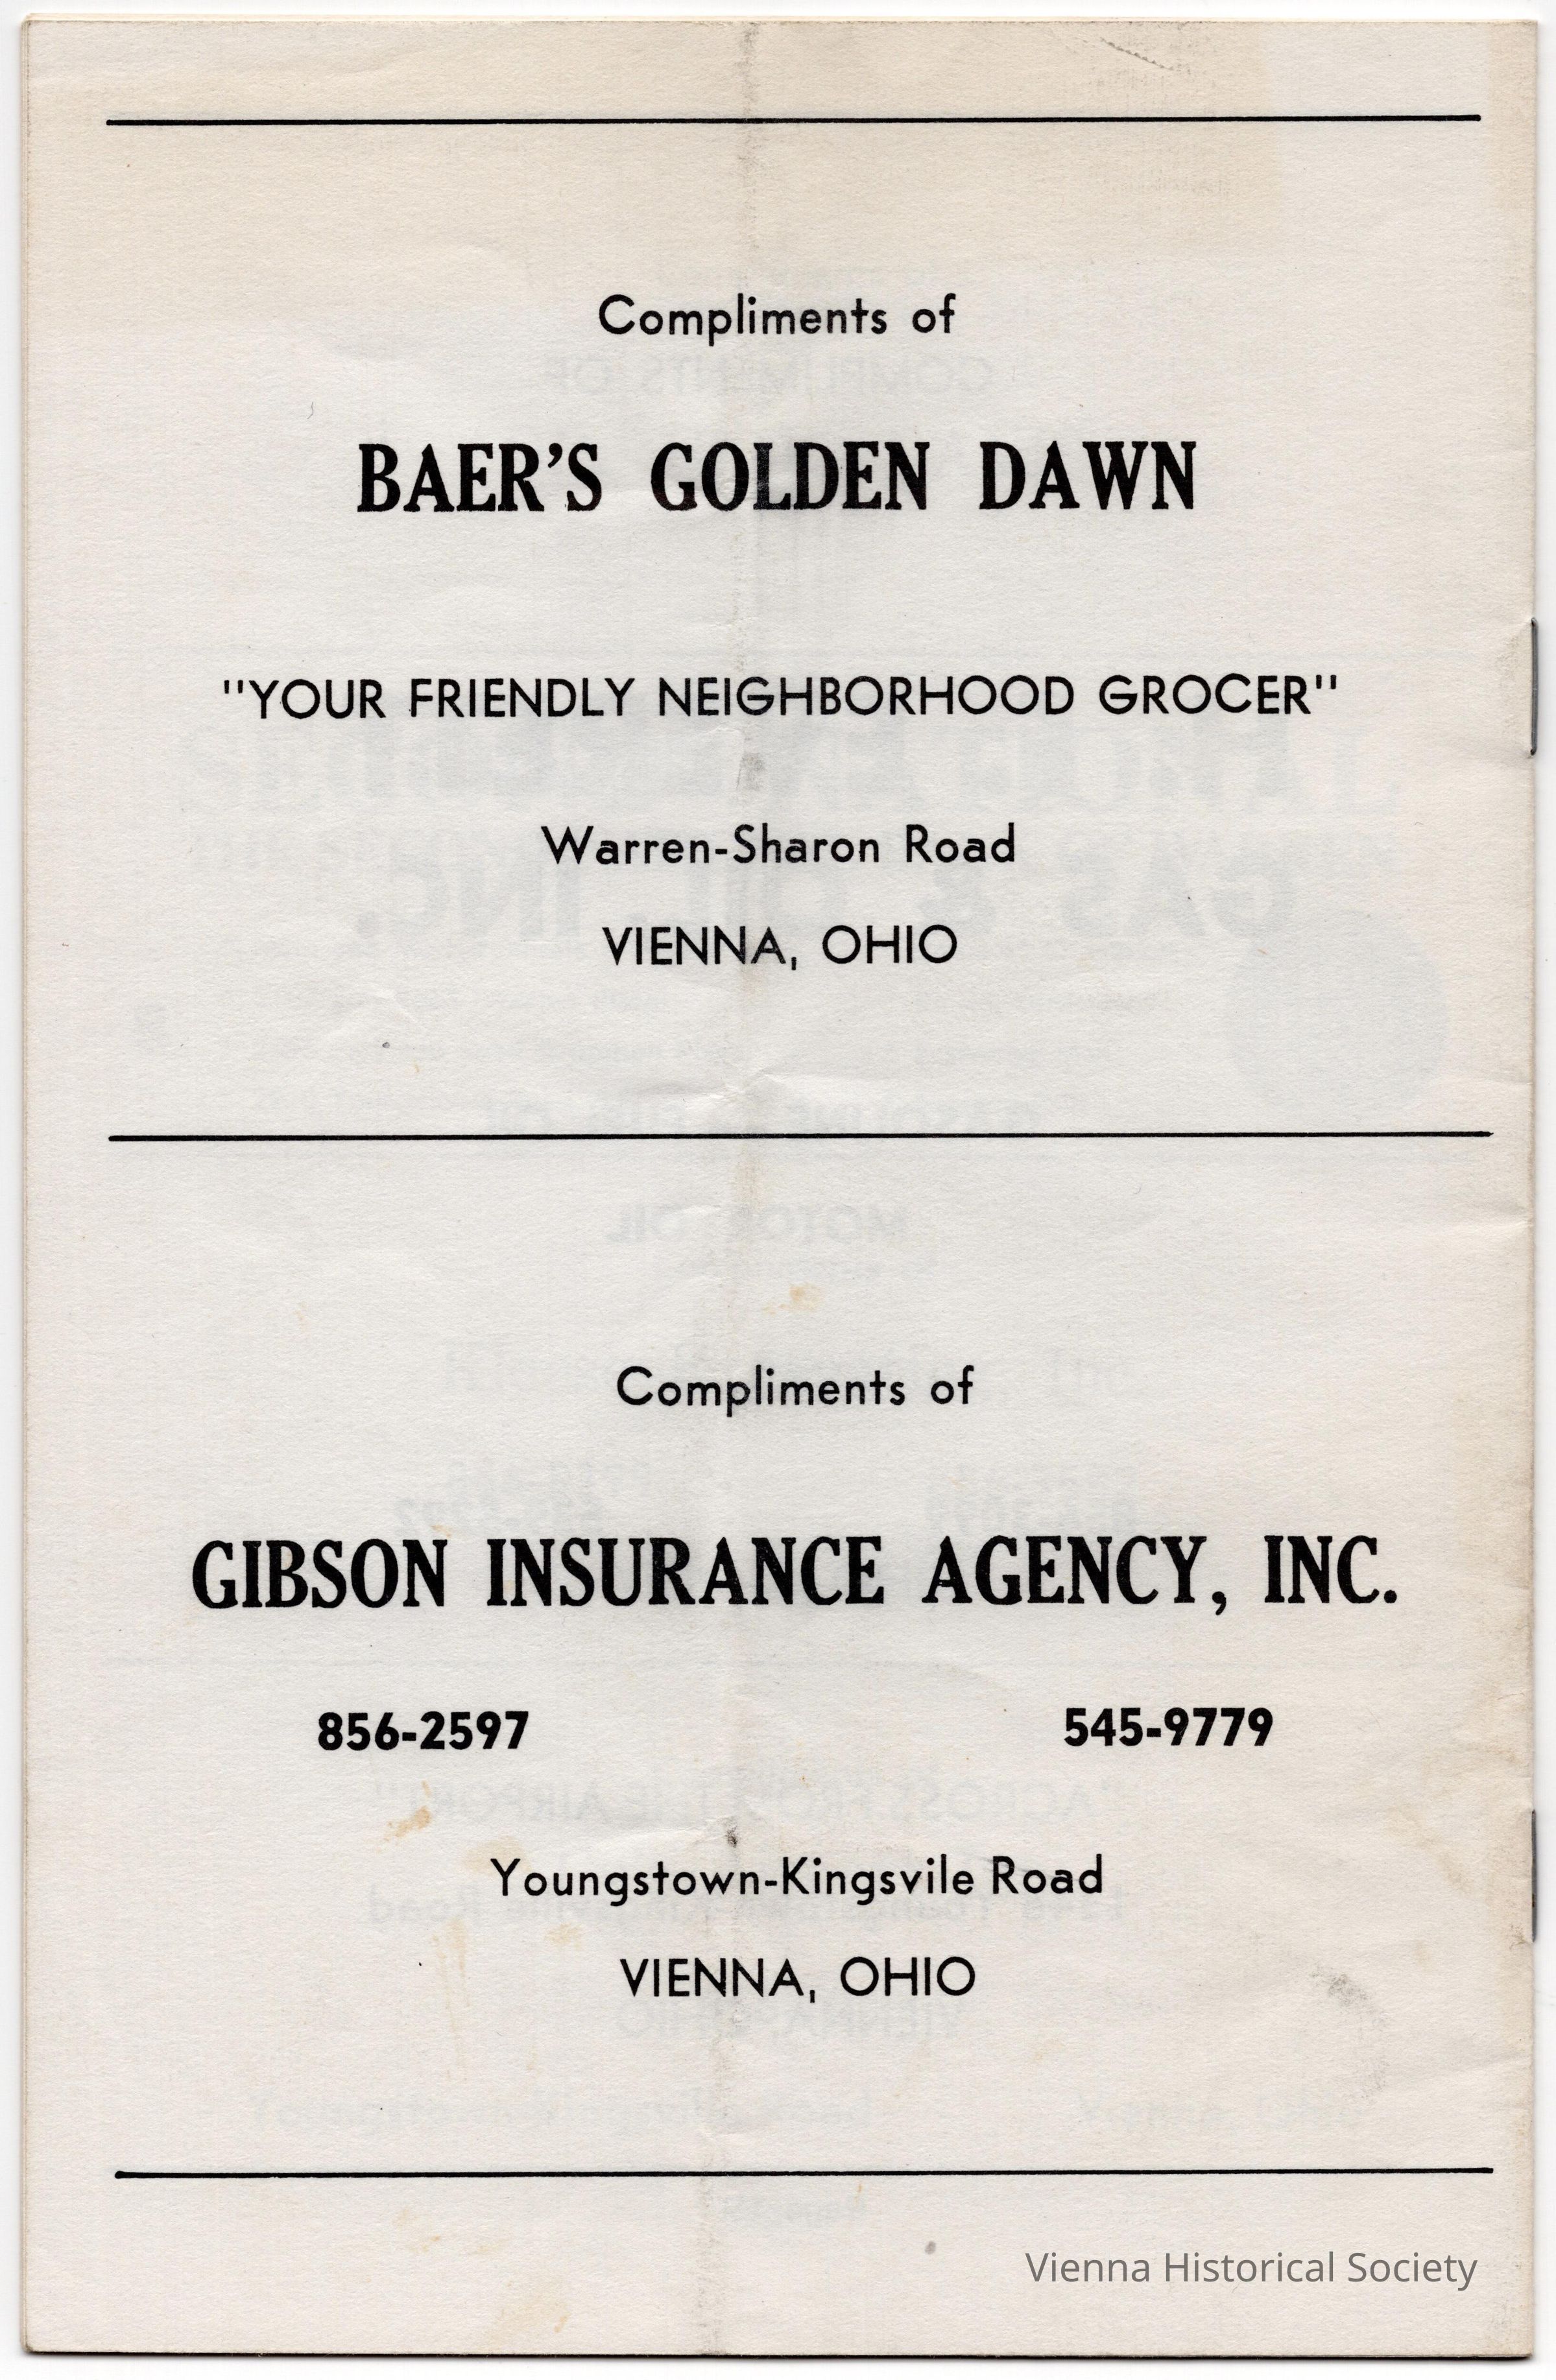 Compliments of
BAER'S GOLDEN DAWN
"YOUR FRIENDLY NEIGHBORHOOD GROCER"
Warren-Sharon Road
VIENNA, OHIO
Compliments of
GIBSON INSURANCE AGENCY, INC.
856-2597 545-9779
Youngstown-Kingsvile Road
VIENNA, OHIO
Vienna Historical Society